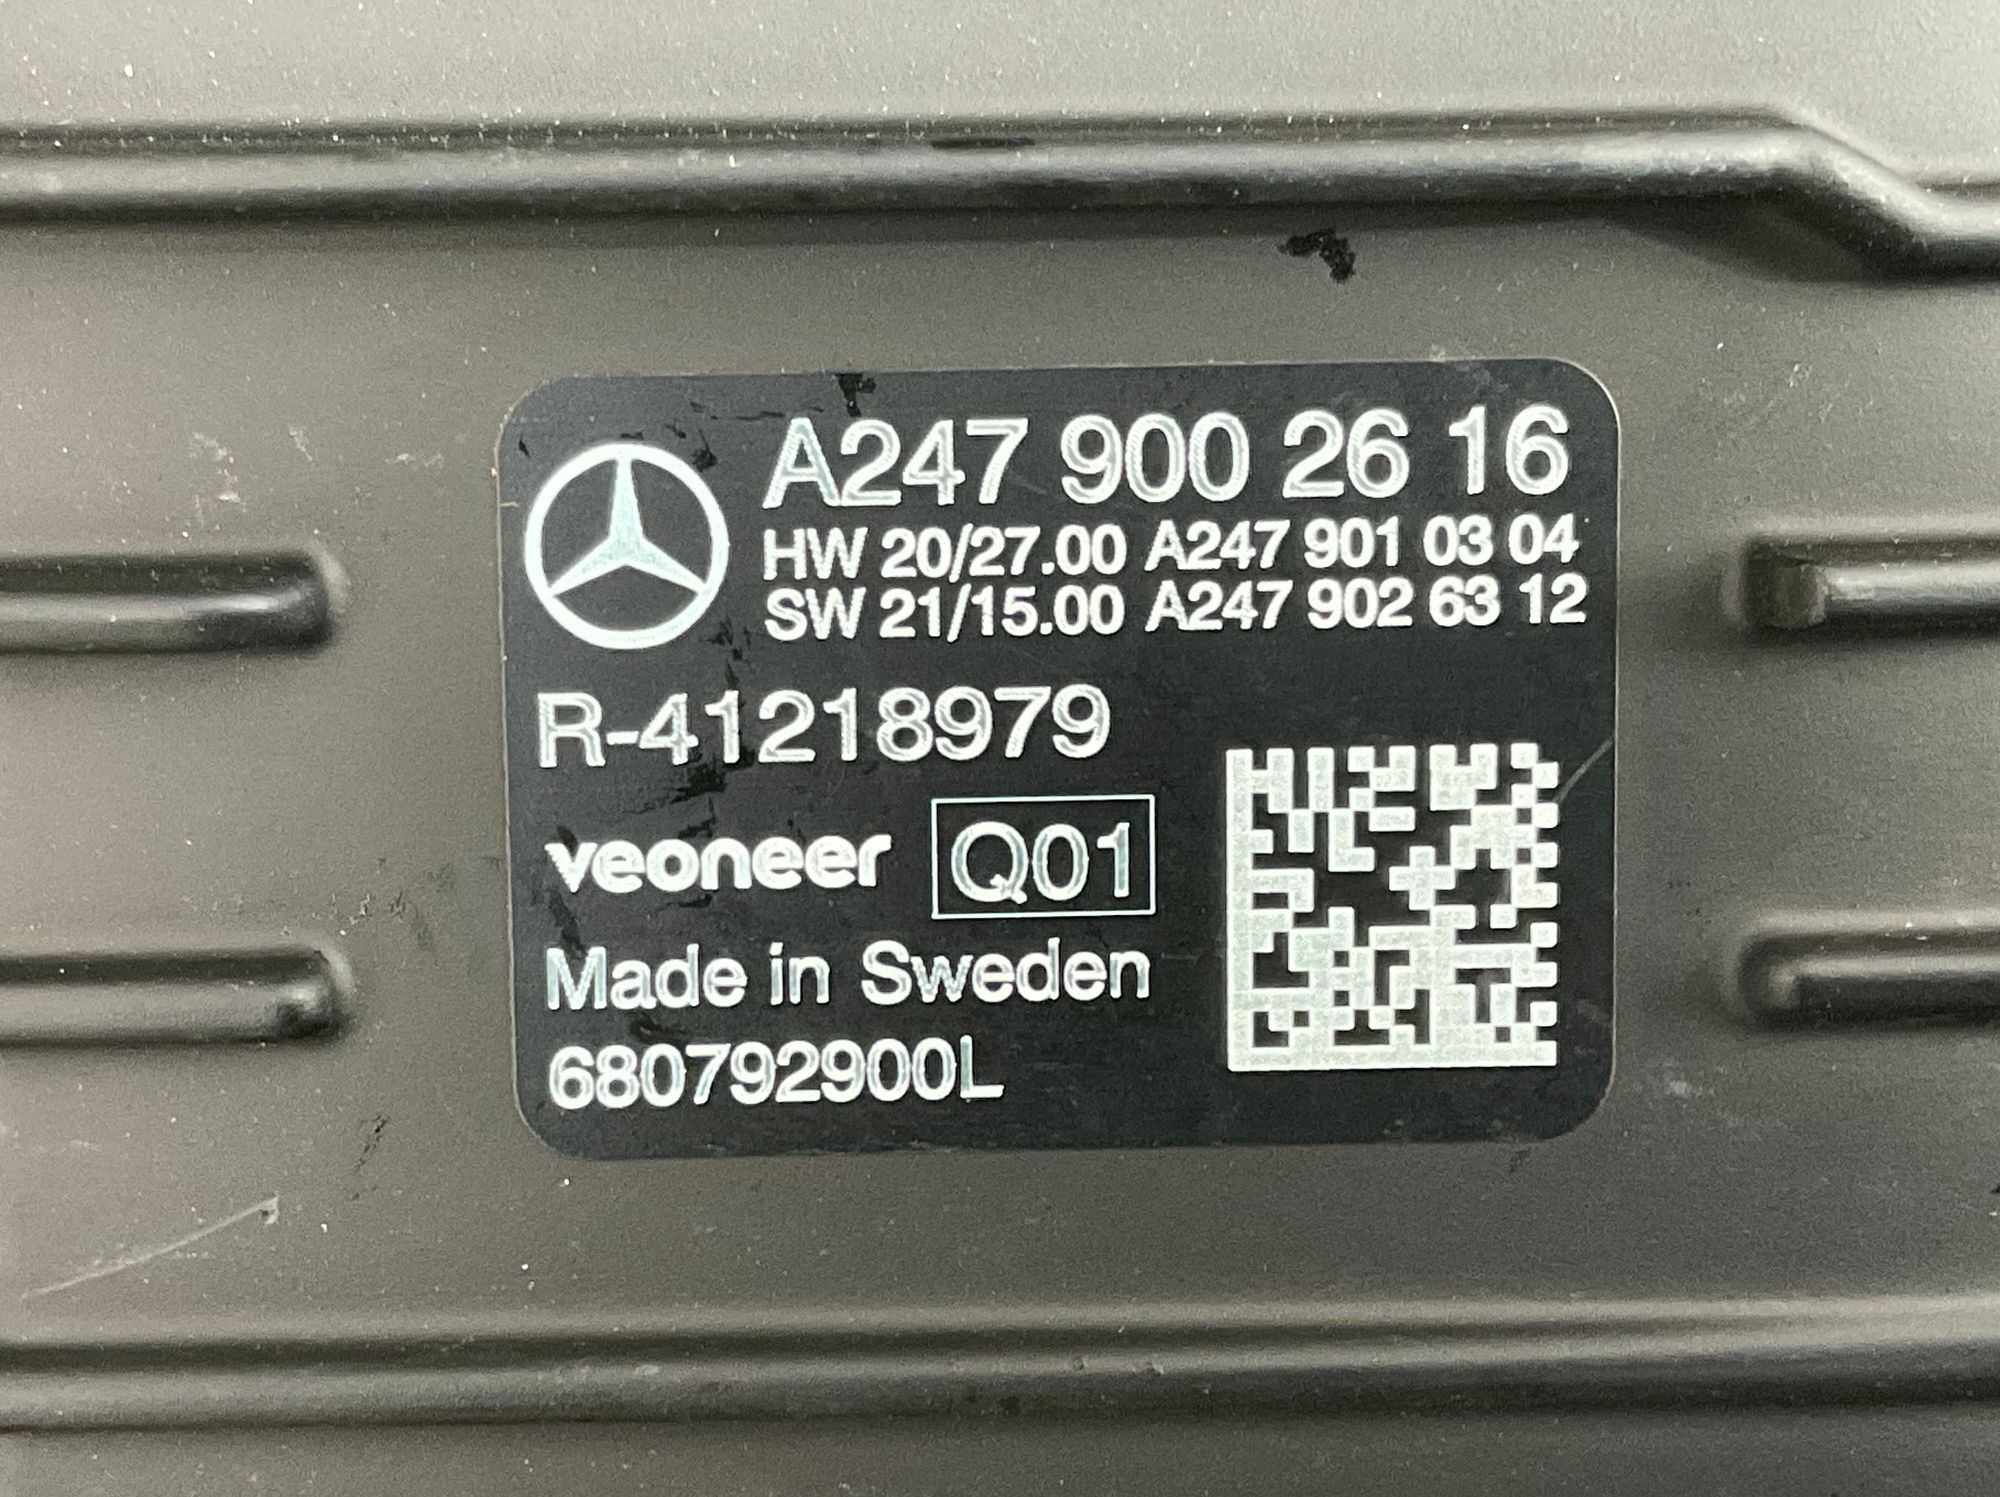 A247 900 26 16
HW 20/27.00 A247 901 03 04
SW 21/15.00 A247 902 63 12
R-41218979
veoneer Q01
Made in Sweden
680792900L